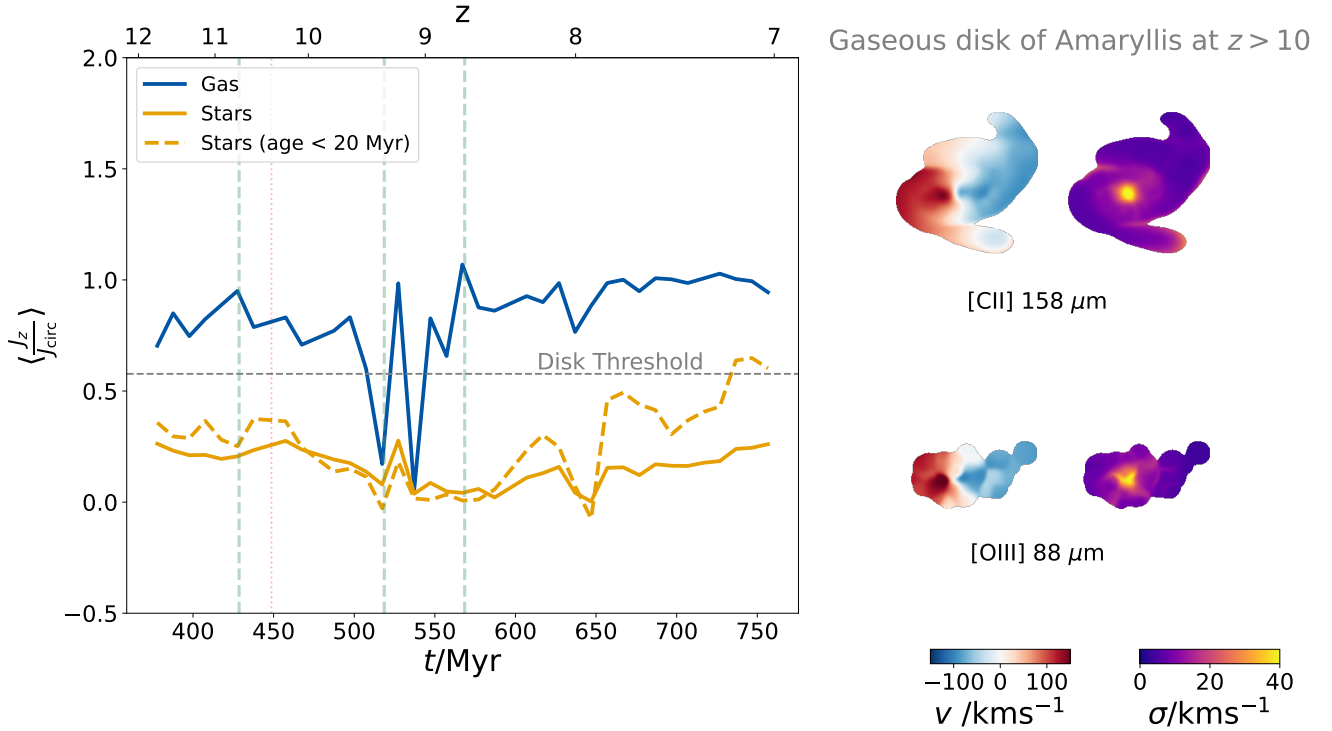 z
12 11 10 9 8 7
2.0
1.5
1.0
0.5
0.0
−0.5
⟨J_z/J_circ⟩
Gas
Stars
Stars (age < 20 Myr)
Disk Threshold
400 450 500 550 600 650 700 750
t/Myr
Gaseous disk of Amaryllis at z > 10
[CII] 158 μm
[OIII] 88 μm
−100 0 100
v /kms⁻¹
0 20 40
σ/kms⁻¹